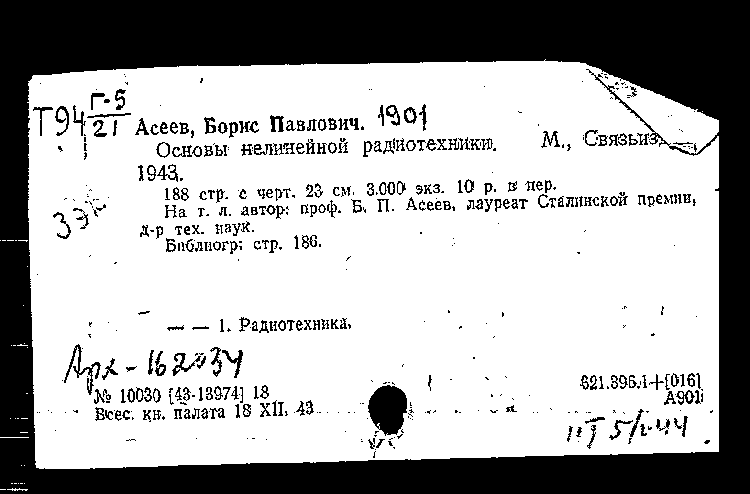 Т94 Г-5
21
Асеев, Борис Павлович. 1901
Основы нелинейной радиотехники. М., Связьиз
1943.
188 стр. с черт. 23 см. 3.000 экз. 10 р. в пер.
На т. л. автор: проф. Б. П. Асеев, лауреат Сталинской премии,
д-р тех. наук.
Библиогр: стр. 186.
3 эк
— — 1. Радиотехника.
Арх-162034
№ 10030 [43-13974] 18
Всес. кн. палата 18 XII. 43
621.396.1+[016]
А901